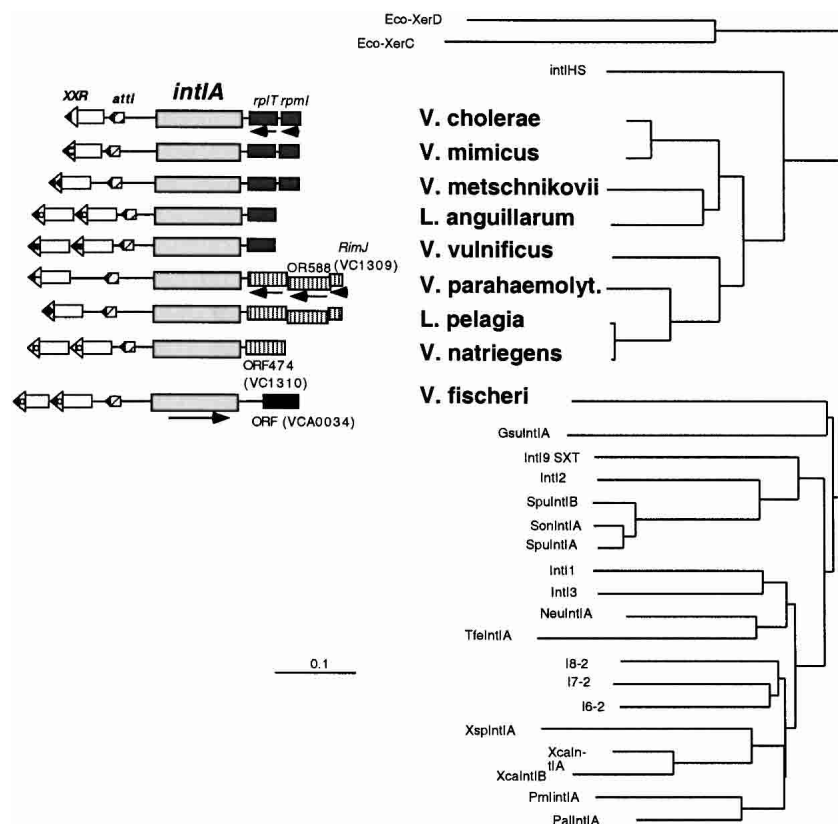 Eco-XerD
Eco-XerC
intIHS
XXR attI intIA rplT rpmI
V. cholerae
V. mimicus
V. metschnikovii
L. anguillarum
V. vulnificus
RimJ
OR588 (VC1309)
V. parahaemolyt.
L. pelagia
V. natriegens
ORF474
(VC1310)
V. fischeri
ORF (VCA0034)
GsuIntIA
IntI9 SXT
IntI2
SpuIntIB
SonIntIA
SpuIntIA
IntI1
IntI3
NeuIntIA
TfeIntIA
0.1
I8-2
I7-2
I6-2
XspIntIA
XcaIn-
tIA
XcaIntIB
PmIintIA
PalIntIA